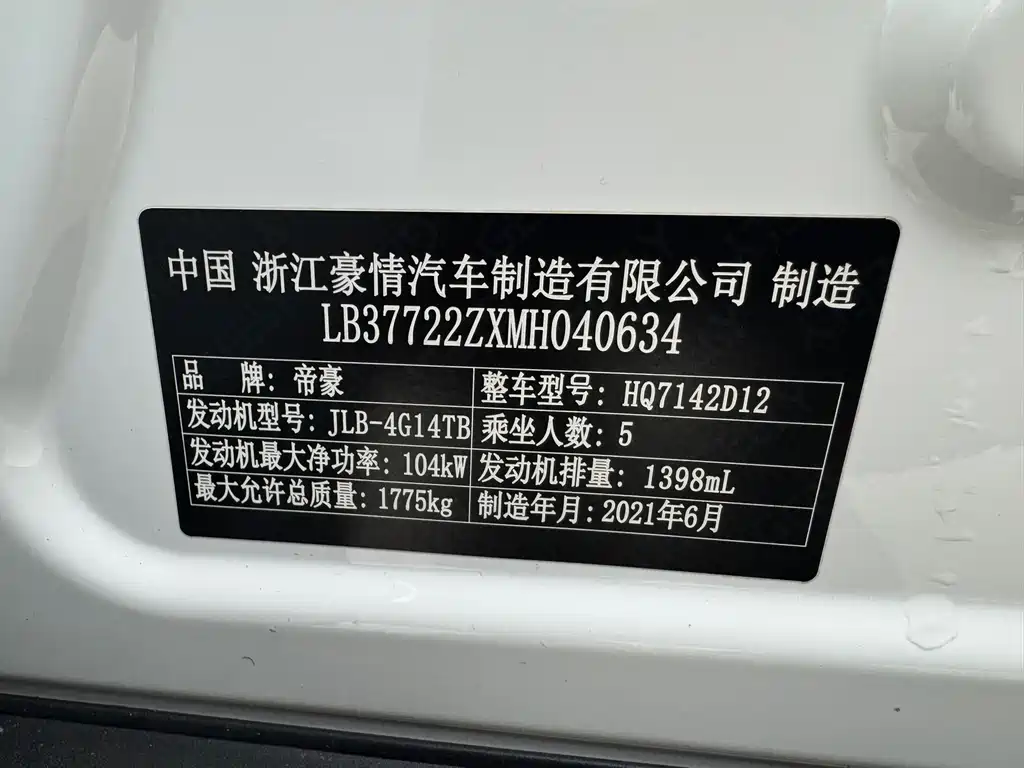 中国 浙江豪情汽车制造有限公司 制造
LB37722ZXMH040634
品 牌: 帝豪 整车型号: HQ7142D12
发动机型号: JLB-4G14TB 乘坐人数: 5
发动机最大净功率: 104kW 发动机排量: 1398mL
最大允许总质量: 1775kg 制造年月: 2021年6月